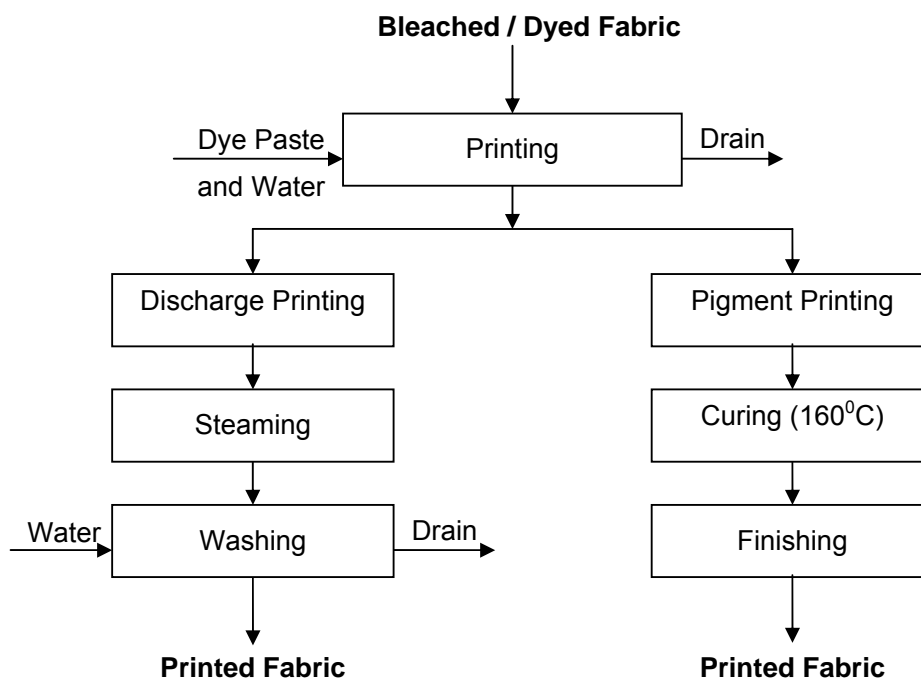 Bleached / Dyed Fabric
Dye Paste
and Water
Printing
Drain
Discharge Printing
Pigment Printing
Steaming
Curing (160⁰C)
Water
Washing
Drain
Finishing
Printed Fabric
Printed Fabric